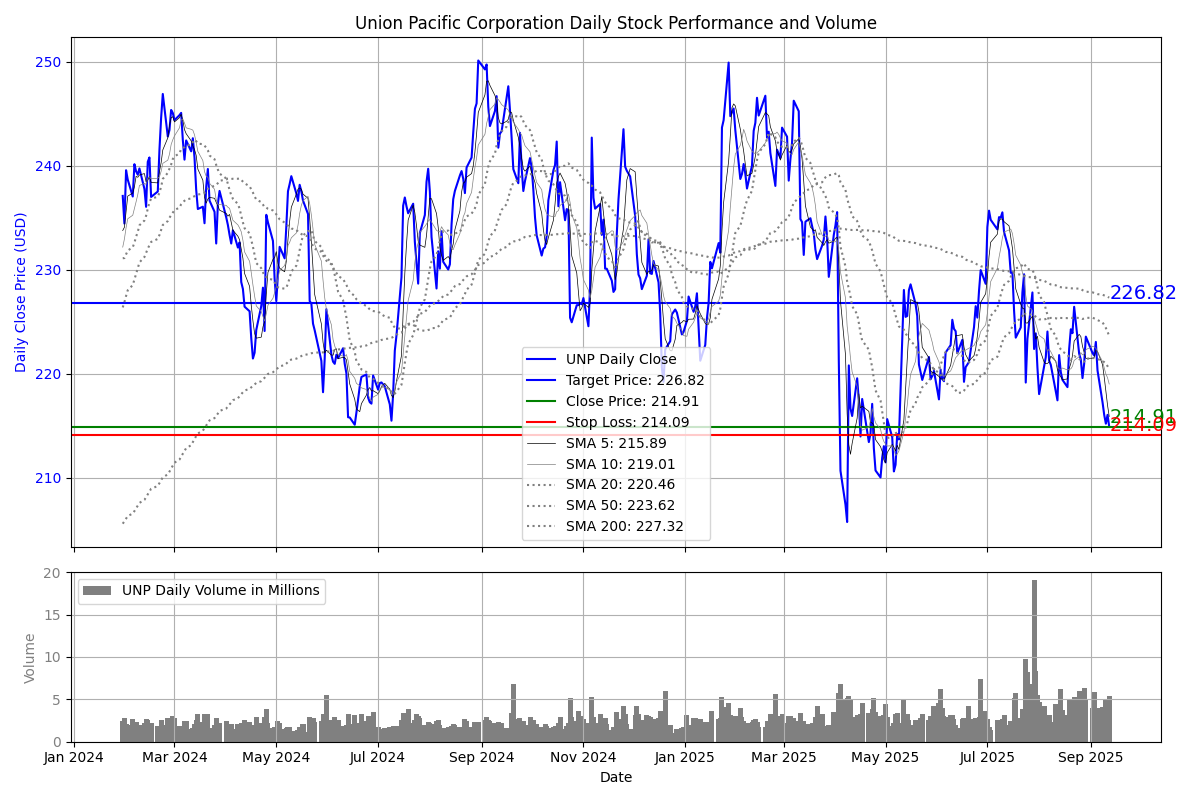 Union Pacific Corporation Daily Stock Performance and Volume
Daily Close Price (USD)
250
240
230
220
210
226.82
214.91
214.09
UNP Daily Close
Target Price: 226.82
Close Price: 214.91
Stop Loss: 214.09
SMA 5: 215.89
SMA 10: 219.01
SMA 20: 220.46
SMA 50: 223.62
SMA 200: 227.32
Volume
20
15
10
5
0
UNP Daily Volume in Millions
Jan 2024 Mar 2024 May 2024 Jul 2024 Sep 2024 Nov 2024 Jan 2025 Mar 2025 May 2025 Jul 2025 Sep 2025
Date